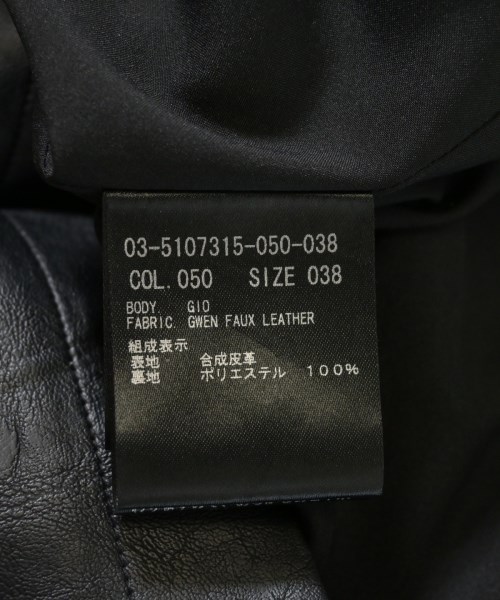 03-5107315-050-038
COL.050 SIZE 038
BODY. GIO
FABRIC. GWEN FAUX LEATHER
組成表示
表地 合成皮革
裏地 ポリエステル 100%